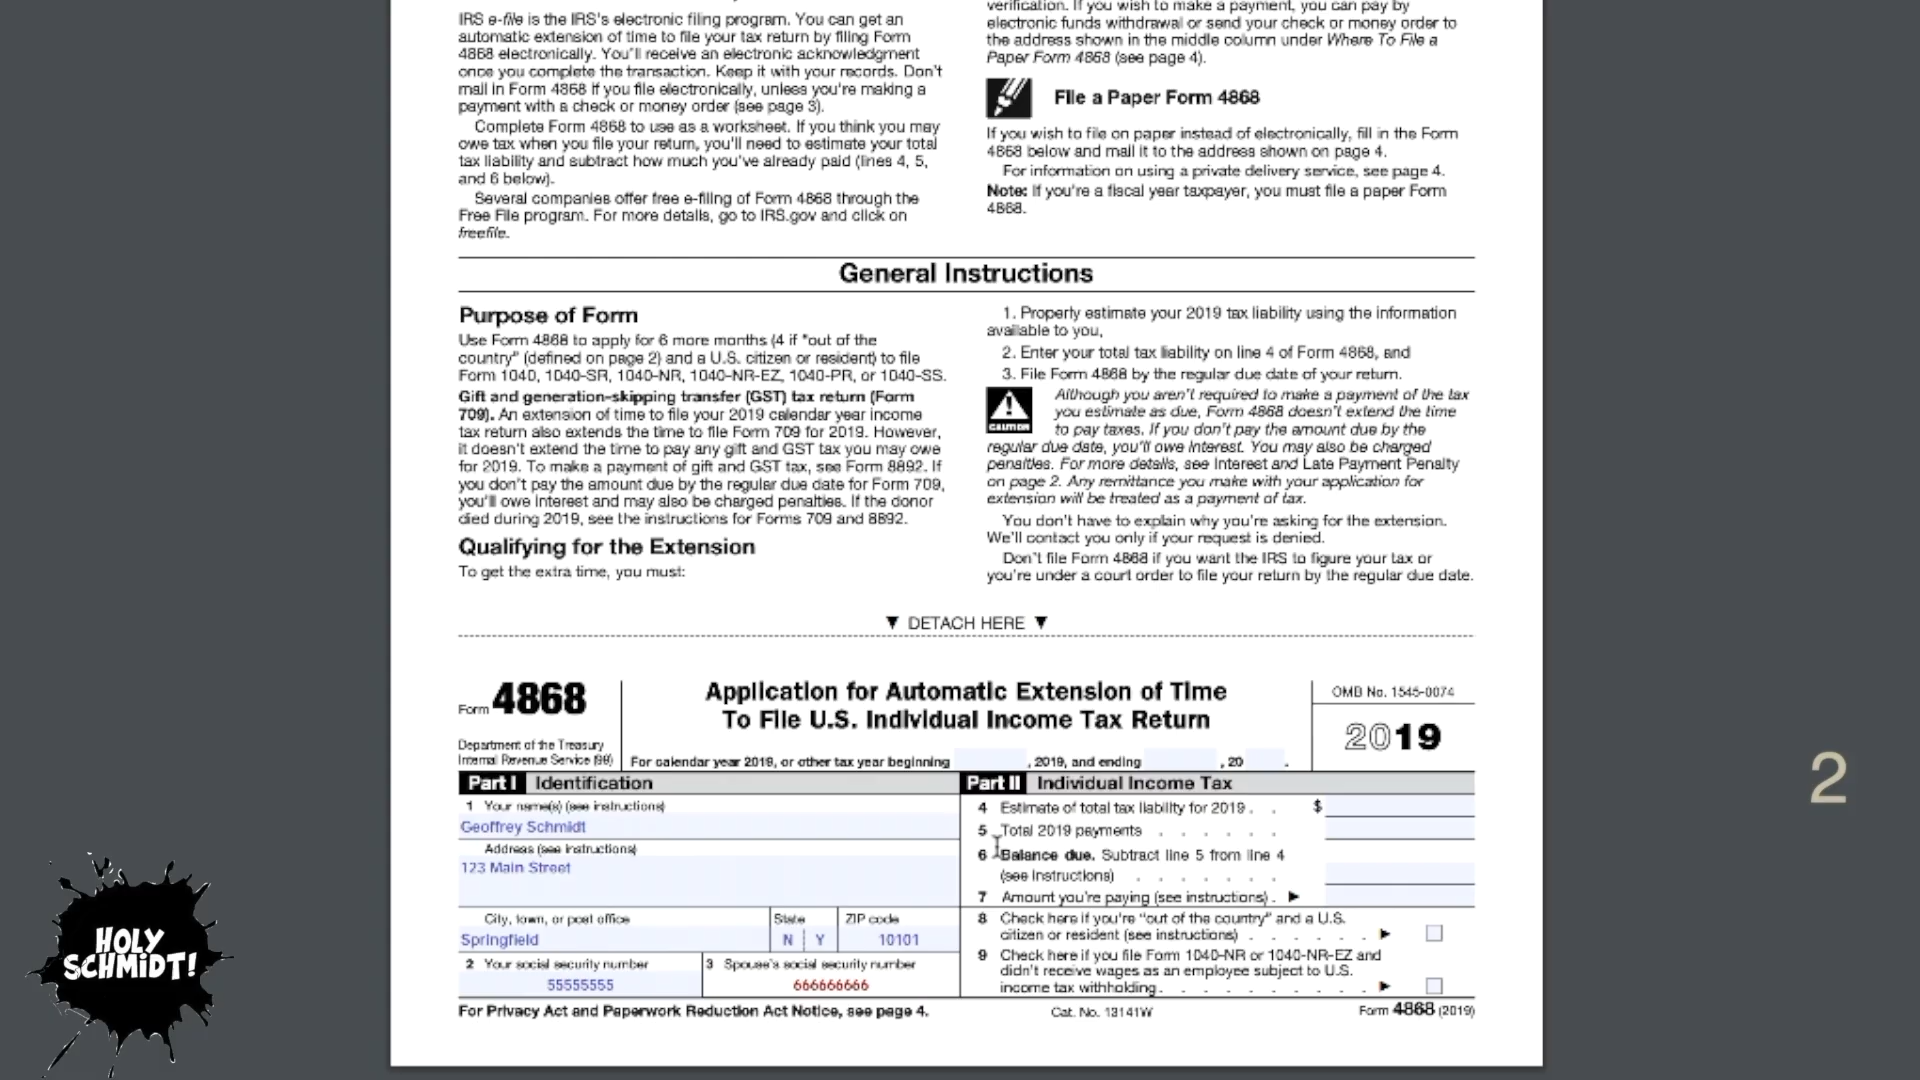 IRS e-file is the IRS's electronic filing program. You can get an
automatic extension of time to file your tax return by filing Form
4868 electronically. You'll receive an electronic acknowledgment
once you complete the transaction. Keep it with your records. Don't
mail in Form 4868 if you file electronically, unless you're making a
payment with a check or money order (see page 3).
Complete Form 4868 to use as a worksheet. If you think you may
owe tax when you file your return, you'll need to estimate your total
tax liability and subtract how much you've already paid (lines 4, 5,
and 6 below).
Several companies offer free e-filing of Form 4868 through the
Free File program. For more details, go to IRS.gov and click on
freefile.
verification. If you wish to make a payment, you can pay by
electronic funds withdrawal or send your check or money order to
the address shown in the middle column under Where To File a
Paper Form 4868 (see page 4).
File a Paper Form 4868
If you wish to file on paper instead of electronically, fill in the Form
4868 below and mail it to the address shown on page 4.
For information on using a private delivery service, see page 4.
Note: If you're a fiscal year taxpayer, you must file a paper Form
4868.
General Instructions
Purpose of Form
Use Form 4868 to apply for 6 more months (4 if "out of the
country" (defined on page 2) and a U.S. citizen or resident) to file
Form 1040, 1040-SR, 1040-NR, 1040-NR-EZ, 1040-PR, or 1040-SS.
Gift and generation-skipping transfer (GST) tax return (Form
709). An extension of time to file your 2019 calendar year income
tax return also extends the time to file Form 709 for 2019. However,
it doesn't extend the time to pay any gift and GST tax you may owe
for 2019. To make a payment of gift and GST tax, see Form 8892. If
you don't pay the amount due by the regular due date for Form 709,
you'll owe interest and may also be charged penalties. If the donor
died during 2019, see the instructions for Forms 709 and 8892.
Qualifying for the Extension
To get the extra time, you must:
1. Properly estimate your 2019 tax liability using the information
available to you,
2. Enter your total tax liability on line 4 of Form 4868, and
3. File Form 4868 by the regular due date of your return.
CAUTION
Although you aren't required to make a payment of the tax
you estimate as due, Form 4868 doesn't extend the time
to pay taxes. If you don't pay the amount due by the
regular due date, you'll owe interest. You may also be charged
penalties. For more details, see Interest and Late Payment Penalty
on page 2. Any remittance you make with your application for
extension will be treated as a payment of tax.
You don't have to explain why you're asking for the extension.
We'll contact you only if your request is denied.
Don't file Form 4868 if you want the IRS to figure your tax or
you're under a court order to file your return by the regular due date.
▼ DETACH HERE ▼
Form 4868
Department of the Treasury
Internal Revenue Service (99)
Application for Automatic Extension of Time
To File U.S. Individual Income Tax Return
For calendar year 2019, or other tax year beginning , 2019, and ending , 20 .
OMB No. 1545-0074
2019
Part I Identification
1 Your name(s) (see instructions)
Geoffrey Schmidt
Address (see instructions)
123 Main Street
City, town, or post office State ZIP code
Springfield N Y 10101
2 Your social security number 3 Spouse's social security number
55555555 666666666
Part II Individual Income Tax
4 Estimate of total tax liability for 2019 . . $
5 Total 2019 payments . . . . . .
6 Balance due. Subtract line 5 from line 4
(see instructions) . . . . . . .
7 Amount you're paying (see instructions) . ►
8 Check here if you're "out of the country" and a U.S.
citizen or resident (see instructions) . . . . . . ►
9 Check here if you file Form 1040-NR or 1040-NR-EZ and
didn't receive wages as an employee subject to U.S.
income tax withholding . . . . . . . . . . ►
For Privacy Act and Paperwork Reduction Act Notice, see page 4. Cat. No. 13141W Form 4868 (2019)
2
HOLY
SCHMiDT!